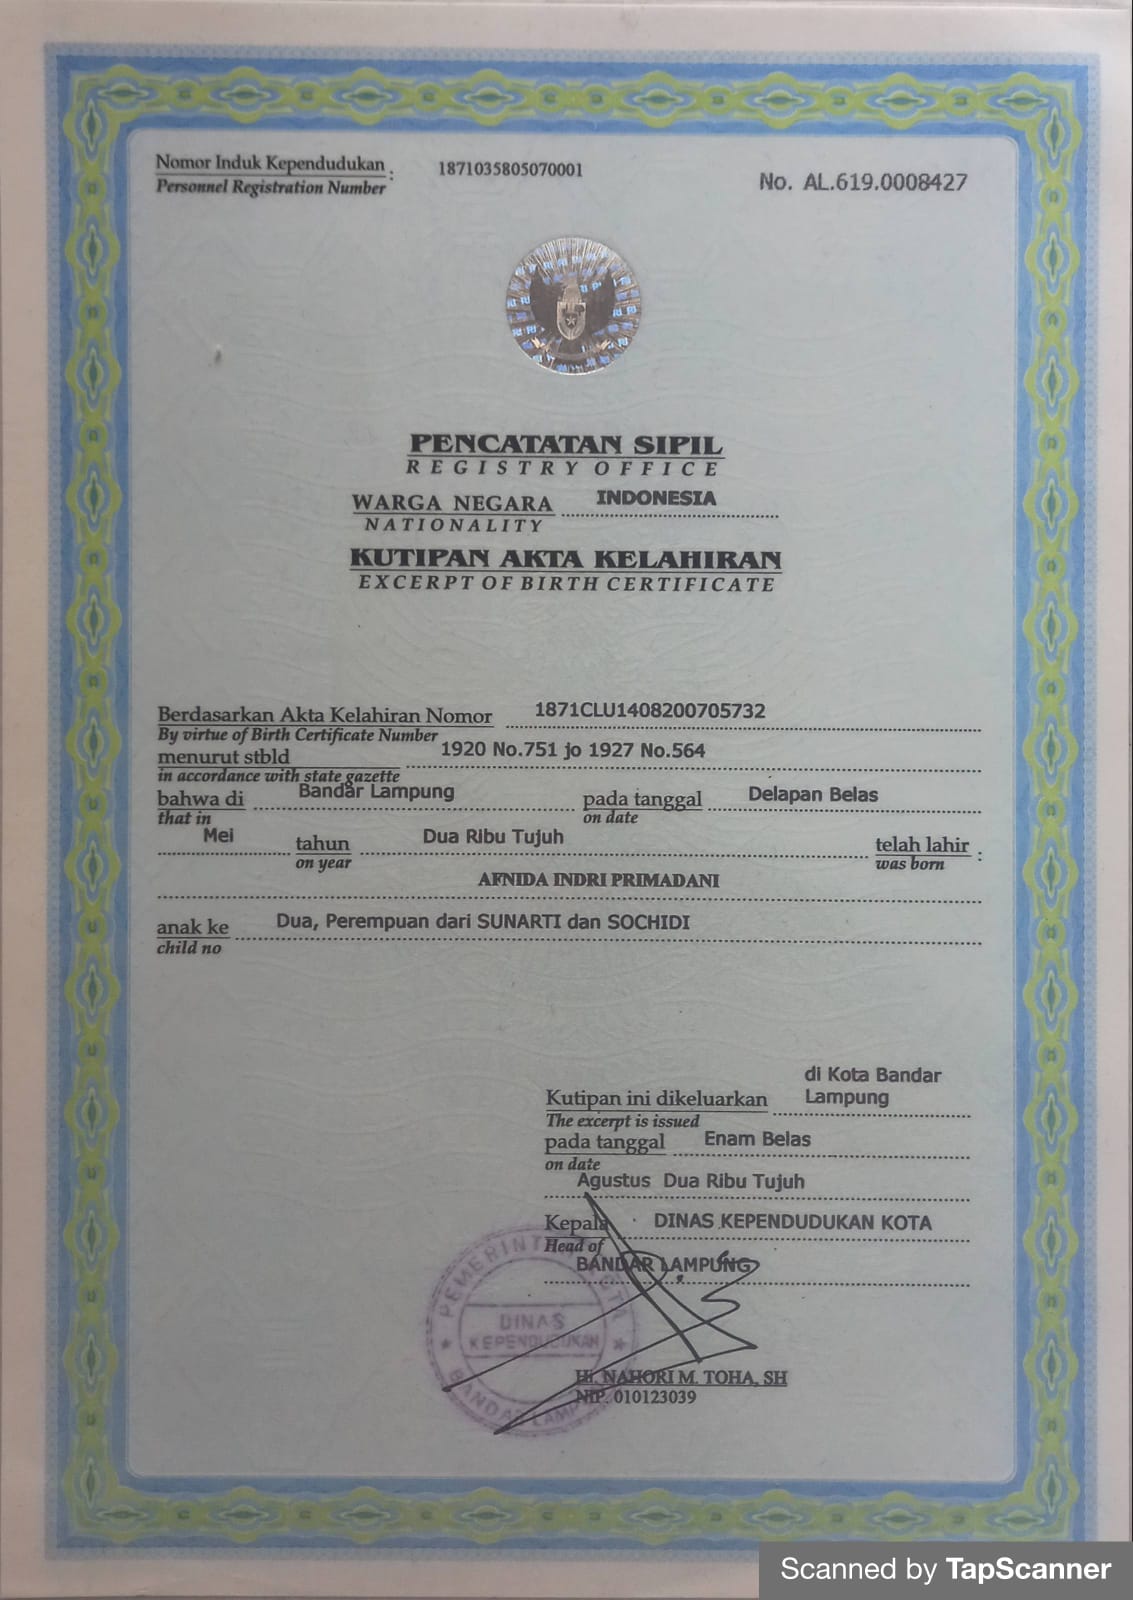 Nomor Induk Kependudukan : 1871035805070001
Personnel Registration Number
No. AL.619.0008427
PENCATATAN SIPIL
REGISTRY OFFICE
WARGA NEGARA INDONESIA
NATIONALITY
KUTIPAN AKTA KELAHIRAN
EXCERPT OF BIRTH CERTIFICATE
Berdasarkan Akta Kelahiran Nomor 1871CLU1408200705732
By virtue of Birth Certificate Number
menurut stbld 1920 No.751 jo 1927 No.564
in accordance with state gazette
bahwa di Bandar Lampung pada tanggal Delapan Belas
that in on date
Mei tahun Dua Ribu Tujuh telah lahir :
on year was born
AFNIDA INDRI PRIMADANI
anak ke Dua, Perempuan dari SUNARTI dan SOCHIDI
child no
Kutipan ini dikeluarkan di Kota Bandar
Lampung
The excerpt is issued
pada tanggal Enam Belas
on date
Agustus Dua Ribu Tujuh
Kepala DINAS KEPENDUDUKAN KOTA
Head of
BANDAR LAMPUNG
PEMERINTAH KOTA
DINAS
KEPENDUDUKAN
BANDAR LAMPUNG
Hi. NAHORI M. TOHA, SH
NIP. 010123039
Scanned by TapScanner